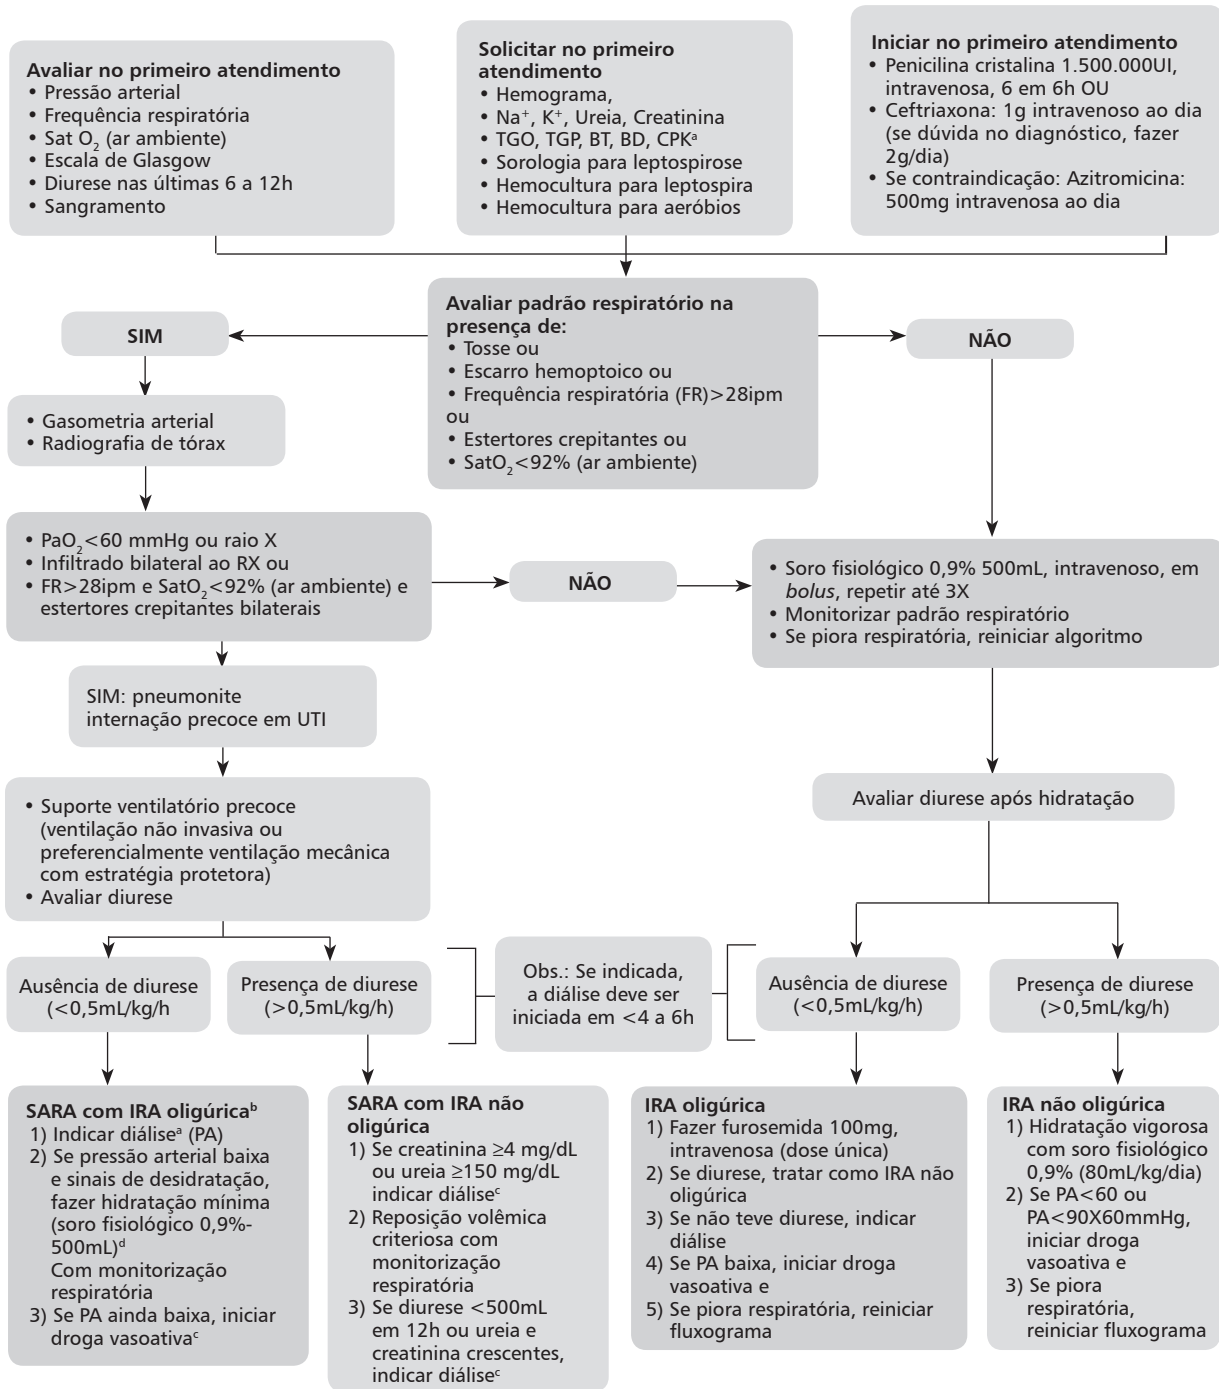 Avaliar no primeiro atendimento
• Pressão arterial
• Frequência respiratória
• Sat O₂ (ar ambiente)
• Escala de Glasgow
• Diurese nas últimas 6 a 12h
• Sangramento
Solicitar no primeiro
atendimento
• Hemograma,
• Na⁺, K⁺, Ureia, Creatinina
• TGO, TGP, BT, BD, CPKᵃ
• Sorologia para leptospirose
• Hemocultura para leptospira
• Hemocultura para aeróbios
Iniciar no primeiro atendimento
• Penicilina cristalina 1.500.000UI,
intravenosa, 6 em 6h OU
• Ceftriaxona: 1g intravenoso ao dia
(se dúvida no diagnóstico, fazer
2g/dia)
• Se contraindicação: Azitromicina:
500mg intravenosa ao dia
Avaliar padrão respiratório na
presença de:
• Tosse ou
• Escarro hemoptoico ou
• Frequência respiratória (FR)>28ipm
ou
• Estertores crepitantes ou
• SatO₂<92% (ar ambiente)
SIM
NÃO
• Gasometria arterial
• Radiografia de tórax
• PaO₂<60 mmHg ou raio X
• Infiltrado bilateral ao RX ou
• FR>28ipm e SatO₂<92% (ar ambiente) e
estertores crepitantes bilaterais
NÃO
• Soro fisiológico 0,9% 500mL, intravenoso, em
bolus, repetir até 3X
• Monitorizar padrão respiratório
• Se piora respiratória, reiniciar algoritmo
SIM: pneumonite
internação precoce em UTI
• Suporte ventilatório precoce
(ventilação não invasiva ou
preferencialmente ventilação mecânica
com estratégia protetora)
• Avaliar diurese
Avaliar diurese após hidratação
Ausência de diurese
(<0,5mL/kg/h
Presença de diurese
(>0,5mL/kg/h)
Obs.: Se indicada,
a diálise deve ser
iniciada em <4 a 6h
Ausência de diurese
(<0,5mL/kg/h)
Presença de diurese
(>0,5mL/kg/h)
SARA com IRA oligúricaᵇ
1) Indicar diáliseᵃ (PA)
2) Se pressão arterial baixa
e sinais de desidratação,
fazer hidratação mínima
(soro fisiológico 0,9%-
500mL)ᵈ
Com monitorização
respiratória
3) Se PA ainda baixa, iniciar
droga vasoativaᶜ
SARA com IRA não
oligúrica
1) Se creatinina ≥4 mg/dL
ou ureia ≥150 mg/dL
indicar diáliseᶜ
2) Reposição volêmica
criteriosa com
monitorização
respiratória
3) Se diurese <500mL
em 12h ou ureia e
creatinina crescentes,
indicar diáliseᶜ
IRA oligúrica
1) Fazer furosemida 100mg,
intravenosa (dose única)
2) Se diurese, tratar como IRA não
oligúrica
3) Se não teve diurese, indicar
diálise
4) Se PA baixa, iniciar droga
vasoativa e
5) Se piora respiratória, reiniciar
fluxograma
IRA não oligúrica
1) Hidratação vigorosa
com soro fisiológico
0,9% (80mL/kg/dia)
2) Se PA<60 ou
PA<90X60mmHg,
iniciar droga
vasoativa e
3) Se piora
respiratória,
reiniciar fluxograma